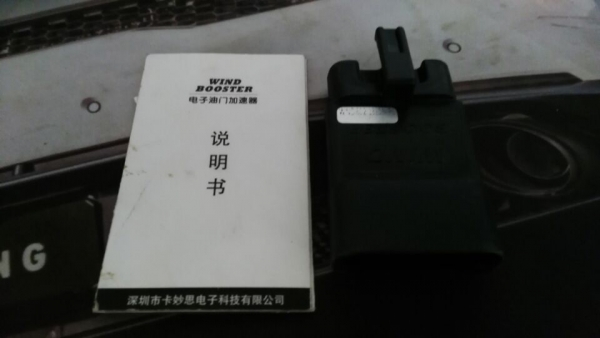 WIND
BOOSTER
电子油门加速器
说
明
书
深圳市卡妙思电子科技有限公司
NG